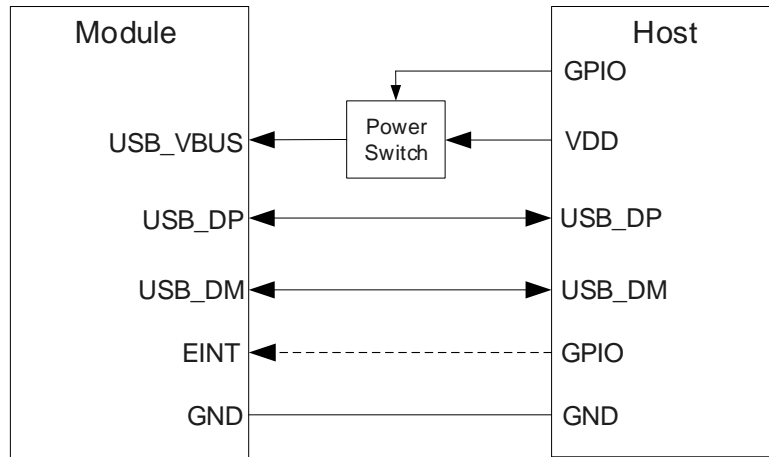 Module
Host
GPIO
Power
Switch
USB_VBUS
VDD
USB_DP
USB_DP
USB_DM
USB_DM
EINT
GPIO
GND
GND